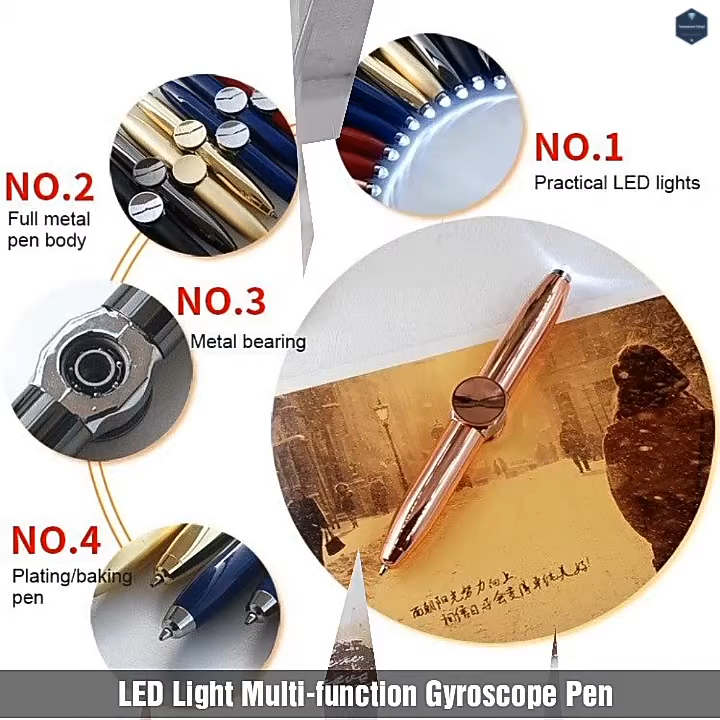 NO.1
Practical LED lights
NO.2
Full metal
pen body
NO.3
Metal bearing
NO.4
Plating/baking
pen
LED Light Multi-function Gyroscope Pen